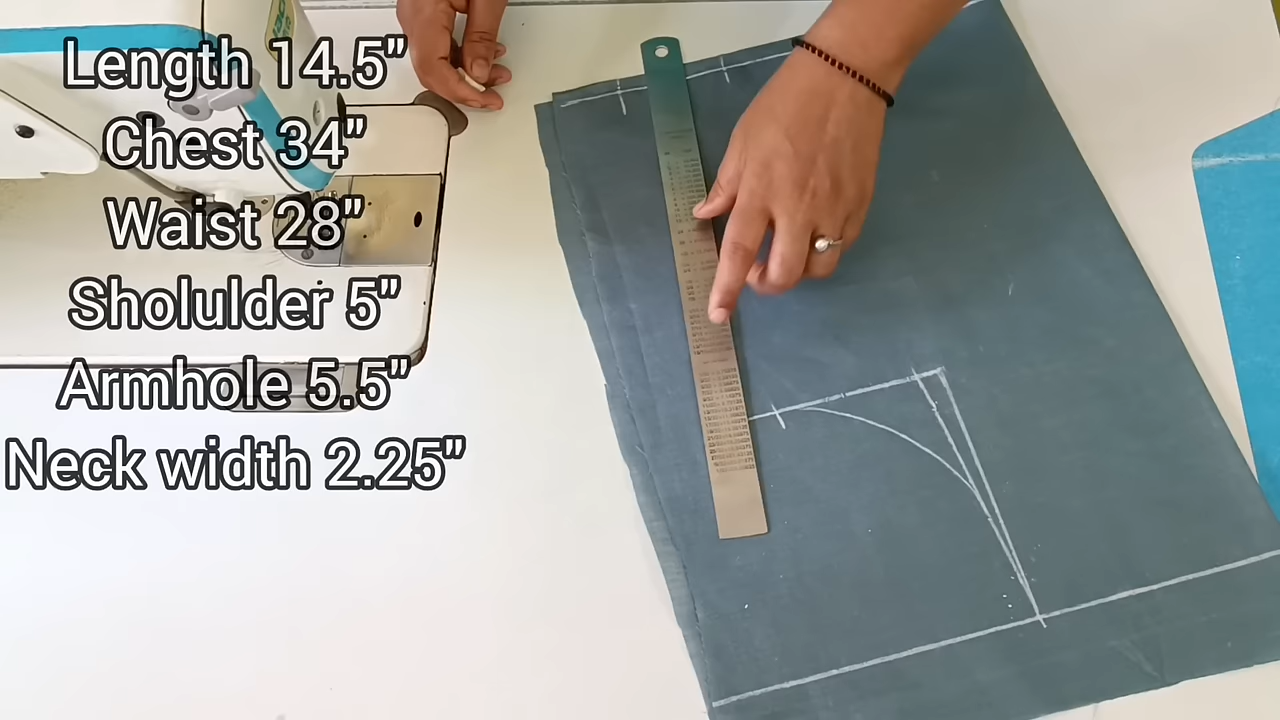 Length 14.5"
Chest 34"
Waist 28"
Sholulder 5"
Armhole 5.5"
Neck width 2.25"